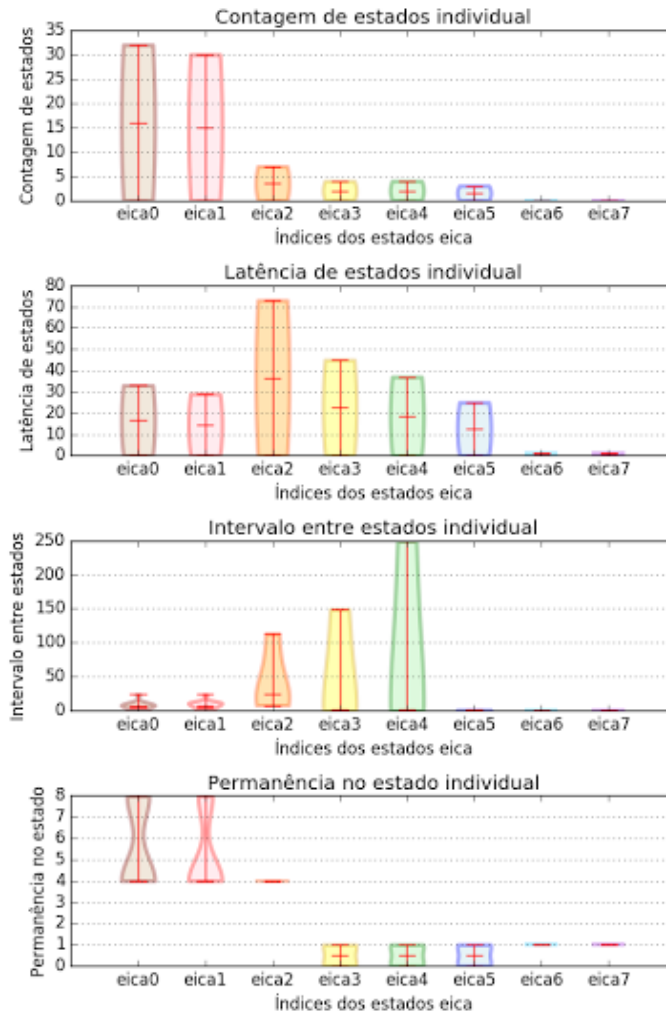 Contagem de estados individual
Contagem de estados
35
30
25
20
15
10
5
0
eica0 eica1 eica2 eica3 eica4 eica5 eica6 eica7
Índices dos estados eica
Latência de estados individual
Latência de estados
80
70
60
50
40
30
20
10
0
eica0 eica1 eica2 eica3 eica4 eica5 eica6 eica7
Índices dos estados eica
Intervalo entre estados individual
Intervalo entre estados
250
200
150
100
50
0
eica0 eica1 eica2 eica3 eica4 eica5 eica6 eica7
Índices dos estados eica
Permanência no estado individual
Permanência no estado
8
7
6
5
4
3
2
1
0
eica0 eica1 eica2 eica3 eica4 eica5 eica6 eica7
Índices dos estados eica